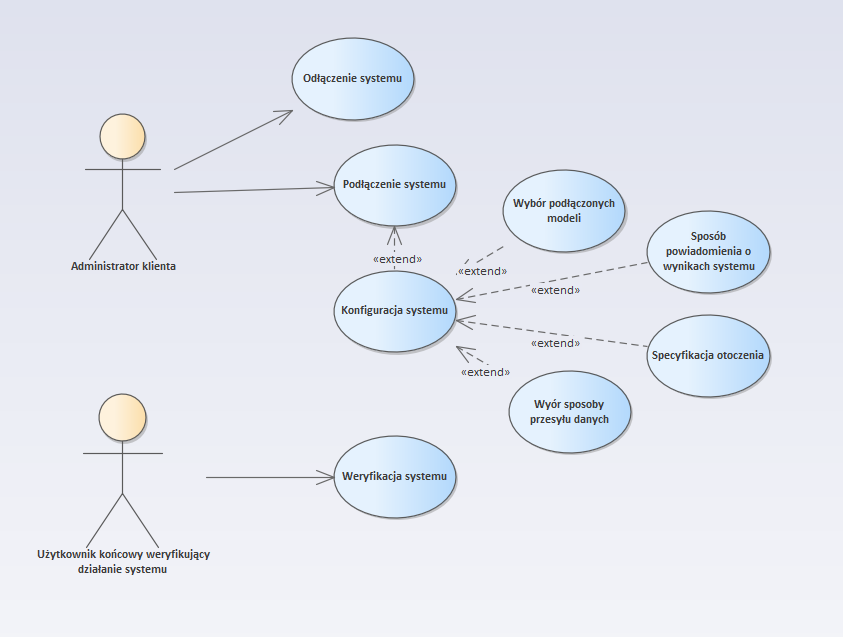 Odłączenie systemu
Podłączenie systemu
Administrator klienta
«extend»
Wybór podłączonych
modeli
«extend»
Sposób
powiadomienia o
wynikach systemu
«extend»
Konfiguracja systemu
«extend»
Specyfikacja otoczenia
«extend»
Wyór sposoby
przesyłu danych
Weryfikacja systemu
Użytkownik końcowy weryfikujący
działanie systemu